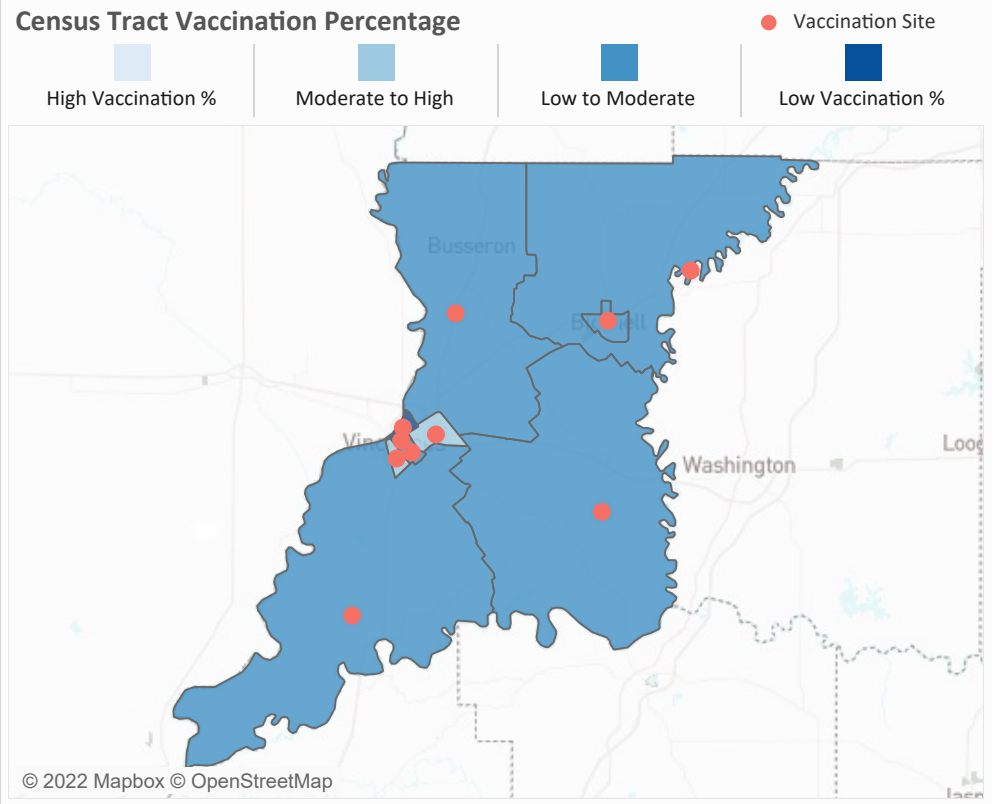 Census Tract Vaccination Percentage
Vaccination Site
High Vaccination %
Moderate to High
Low to Moderate
Low Vaccination %
Busseron
Washington
© 2022 Mapbox © OpenStreetMap